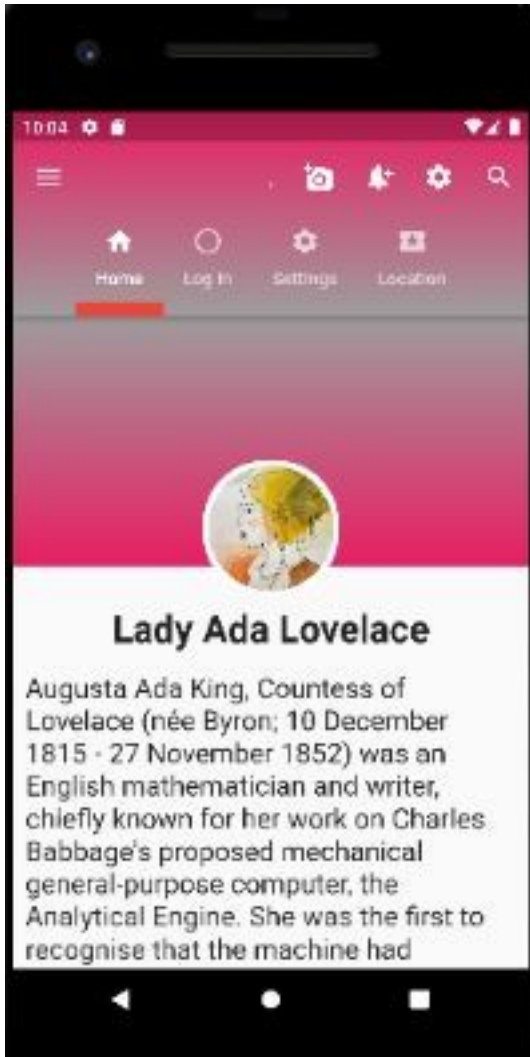 10:04
Home Log In Settings Location
Lady Ada Lovelace
Augusta Ada King, Countess of
Lovelace (née Byron; 10 December
1815 - 27 November 1852) was an
English mathematician and writer,
chiefly known for her work on Charles
Babbage's proposed mechanical
general-purpose computer, the
Analytical Engine. She was the first to
recognise that the machine had